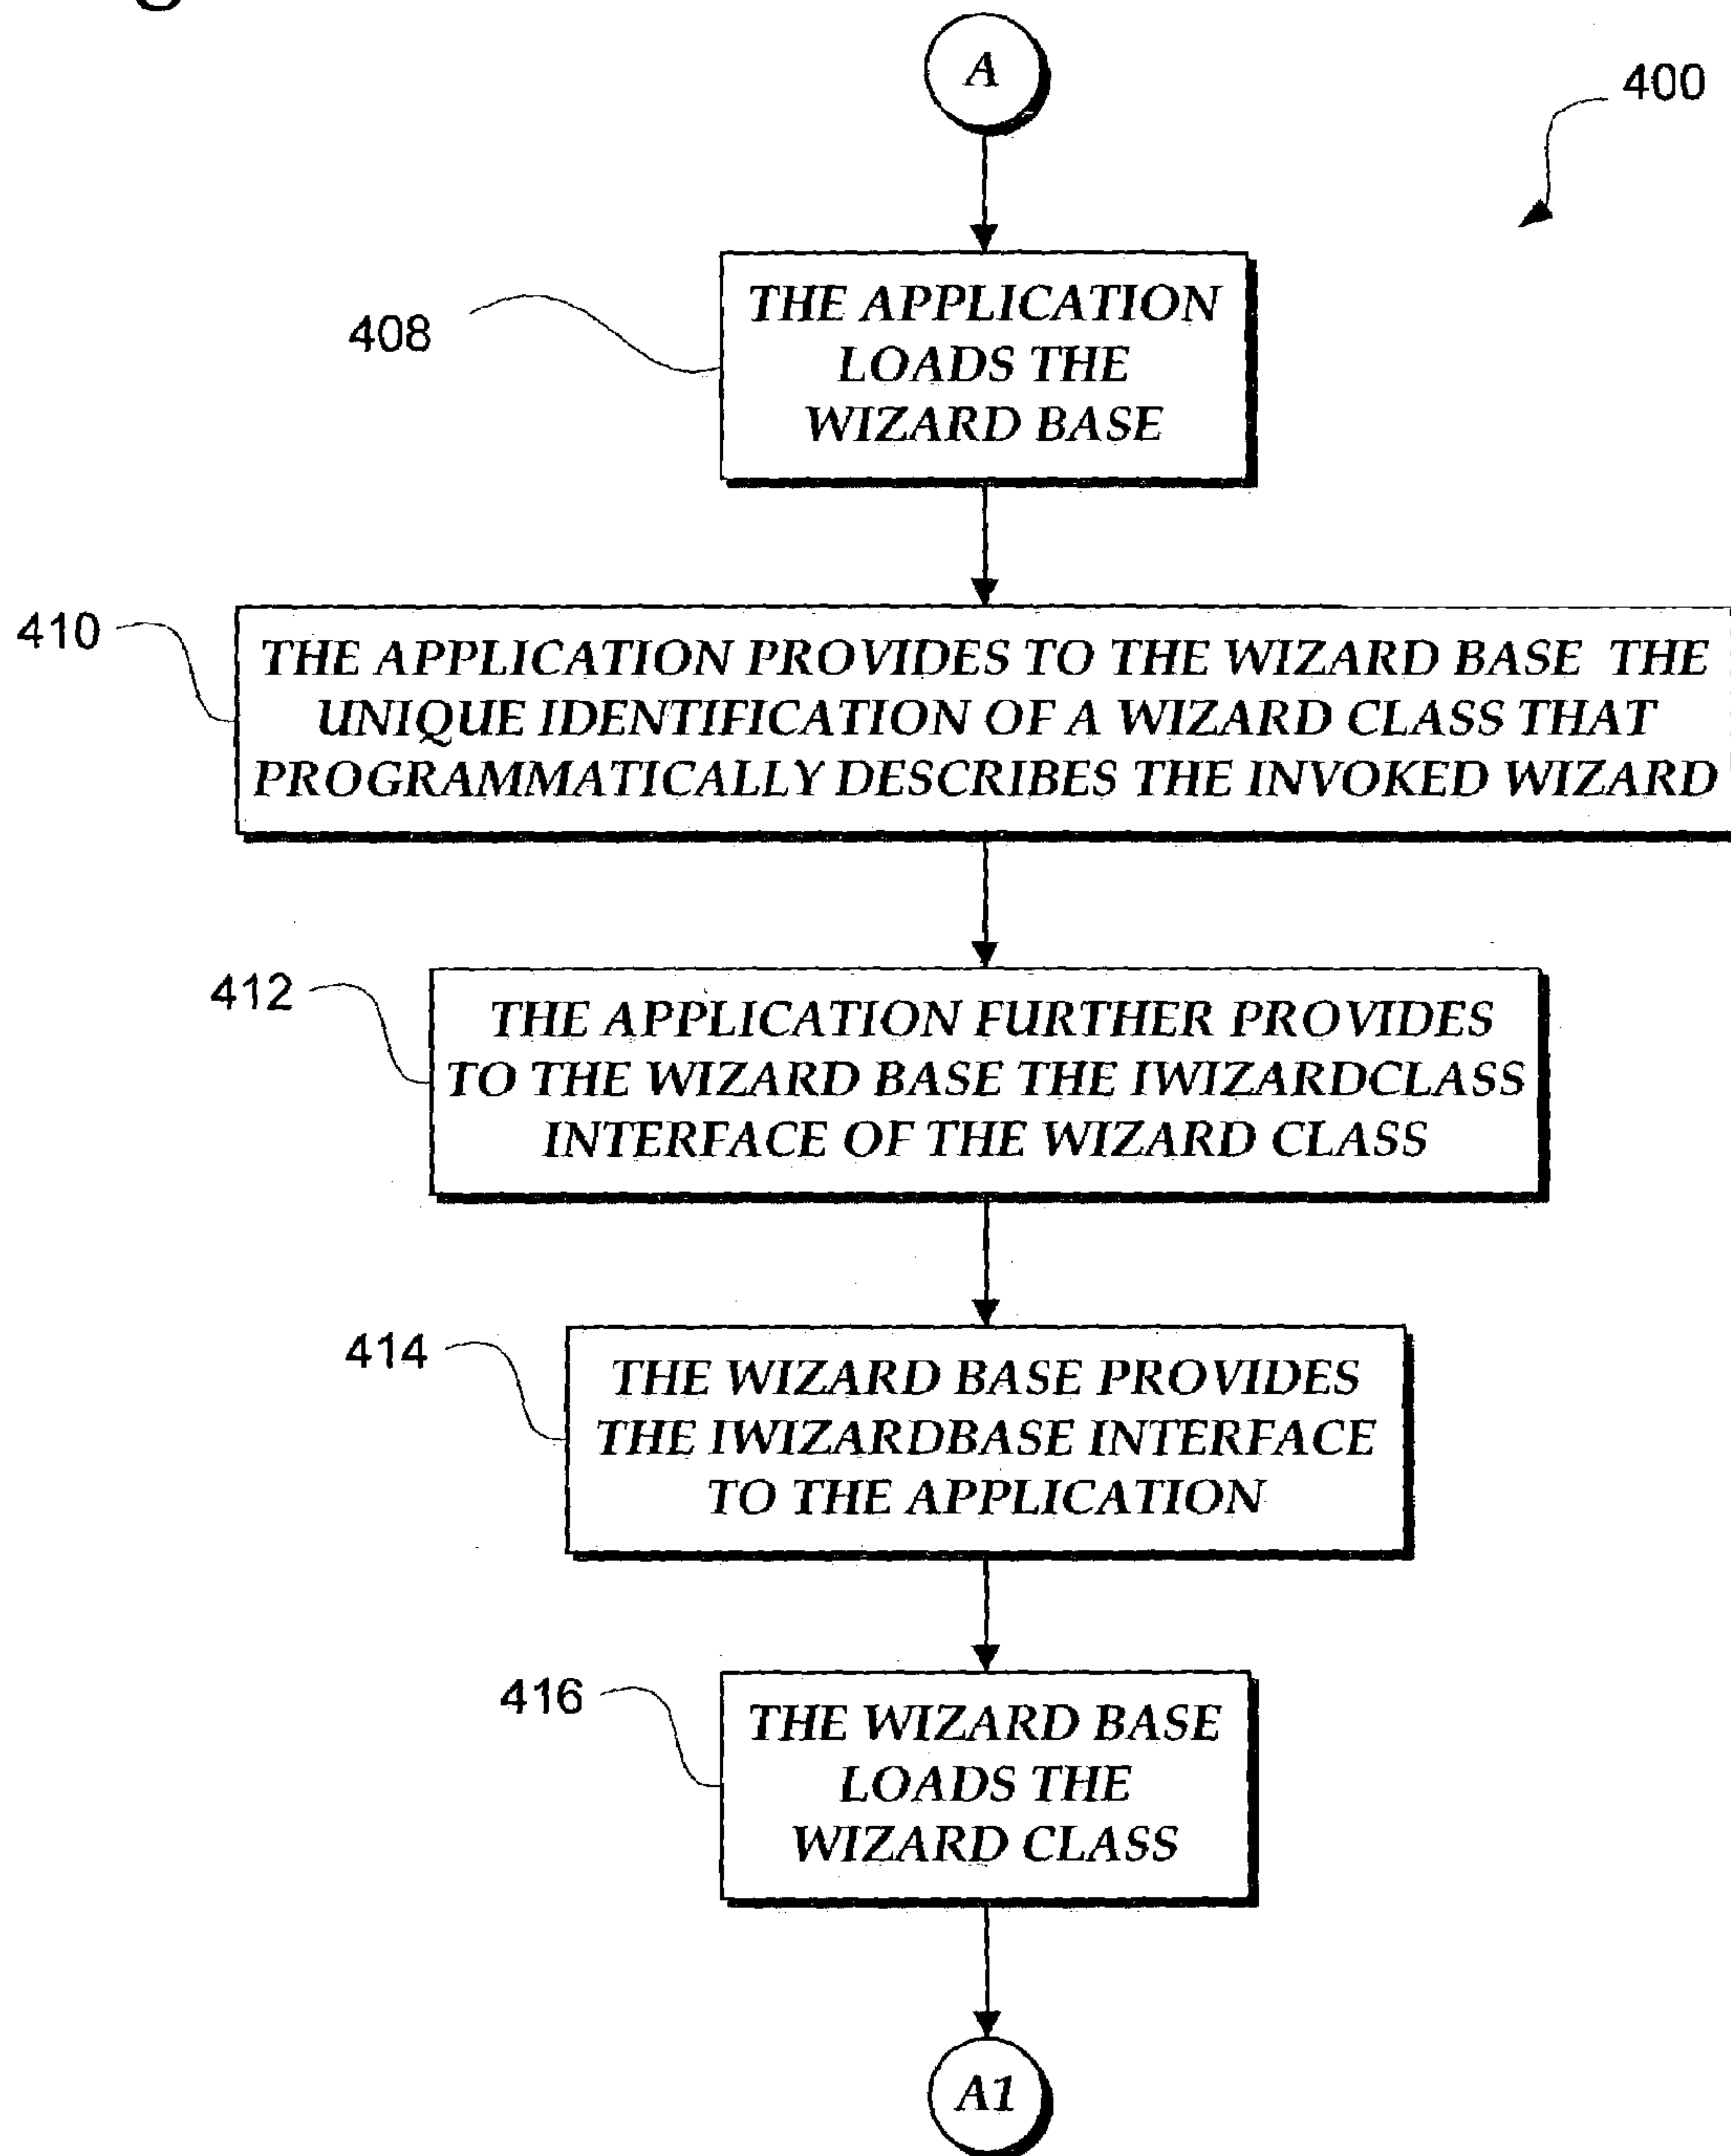 A
400
408
THE APPLICATION
LOADS THE
WIZARD BASE
410
THE APPLICATION PROVIDES TO THE WIZARD BASE THE
UNIQUE IDENTIFICATION OF A WIZARD CLASS THAT
PROGRAMMATICALLY DESCRIBES THE INVOKED WIZARD
412
THE APPLICATION FURTHER PROVIDES
TO THE WIZARD BASE THE IWIZARDCLASS
INTERFACE OF THE WIZARD CLASS
414
THE WIZARD BASE PROVIDES
THE IWIZARDBASE INTERFACE
TO THE APPLICATION
416
THE WIZARD BASE
LOADS THE
WIZARD CLASS
A1